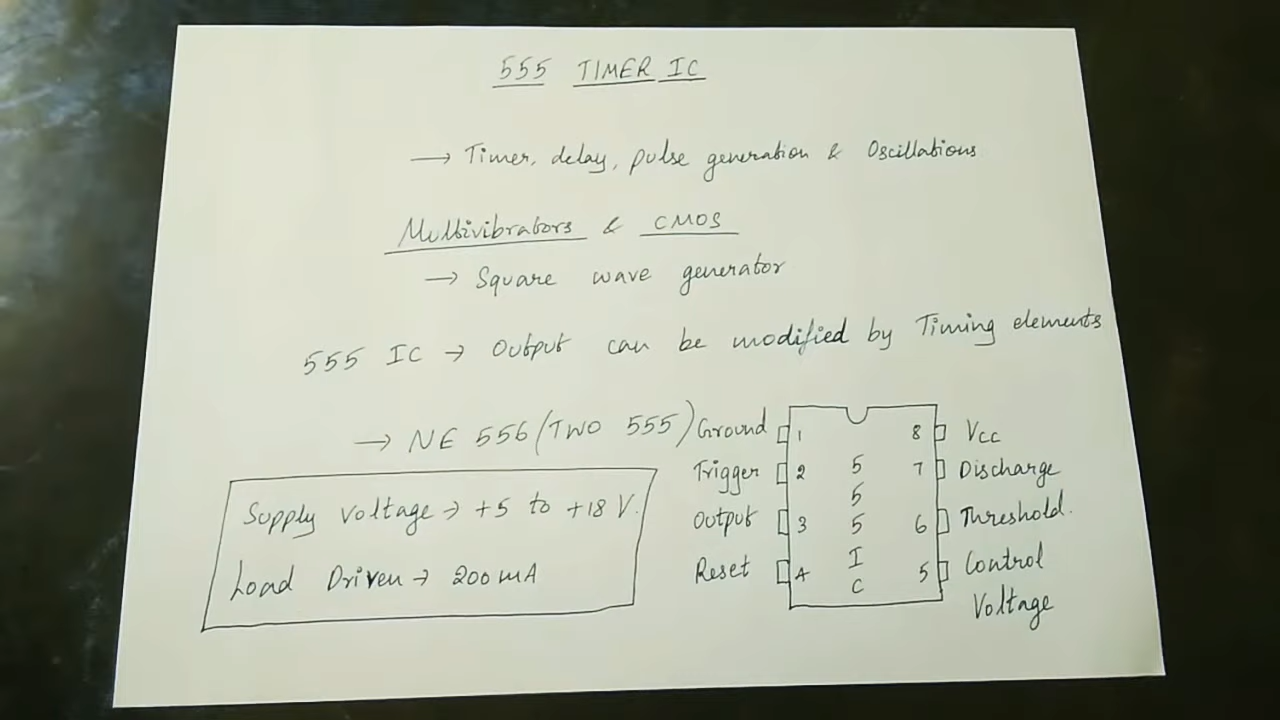 555 TIMER IC
→ Timer, delay, pulse generation & Oscillations
Multivibrators & CMOS
→ Square wave generator
555 IC → Output can be modified by Timing elements
→ NE 556 (TWO 555)
Supply Voltage → +5 to +18 V.
Load Driven → 200 mA
Ground 1 8 Vcc
Trigger 2 5 7 Discharge
5
Output 3 5 6 Threshold.
Reset 4 I 5 Control
C Voltage